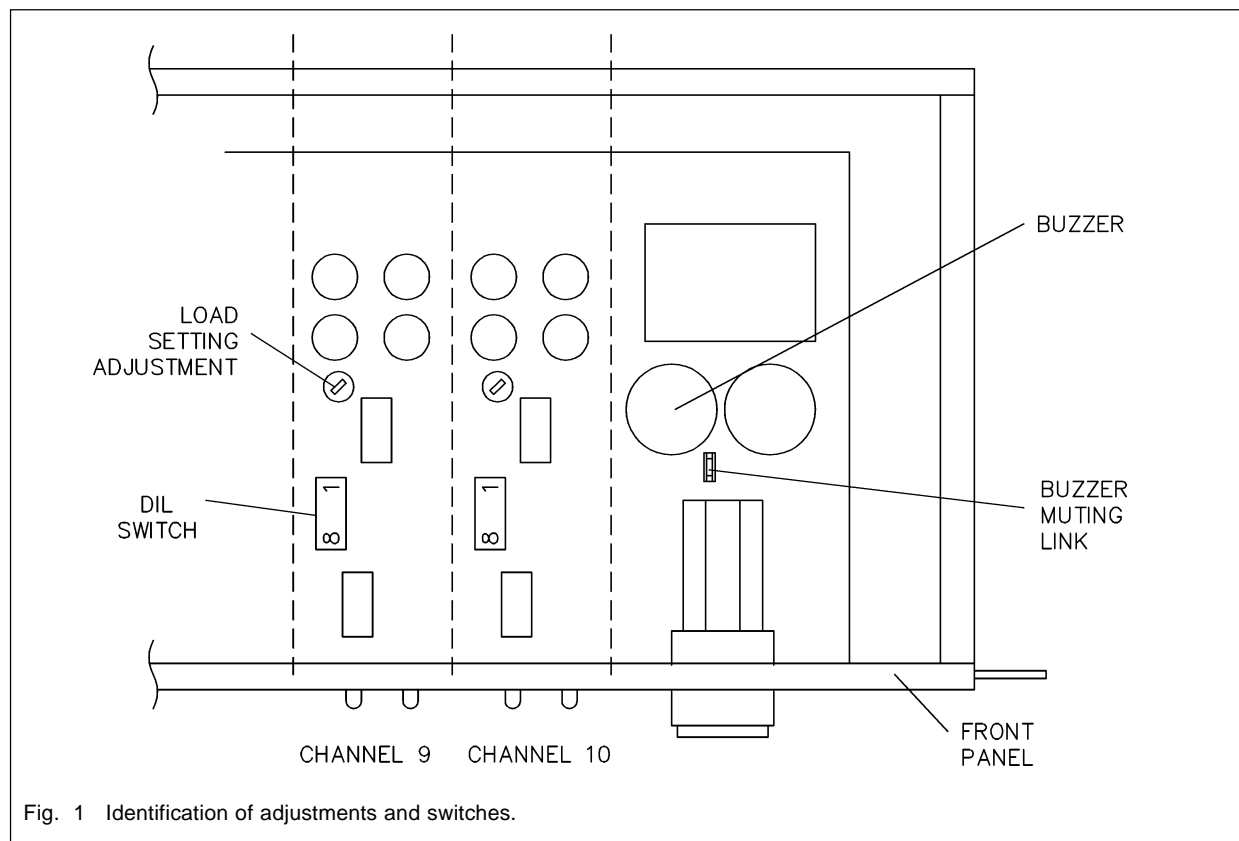 BUZZER
LOAD
SETTING
ADJUSTMENT
DIL
SWITCH
1
8
1
8
BUZZER
MUTING
LINK
FRONT
PANEL
CHANNEL 9
CHANNEL 10
Fig. 1 Identification of adjustments and switches.